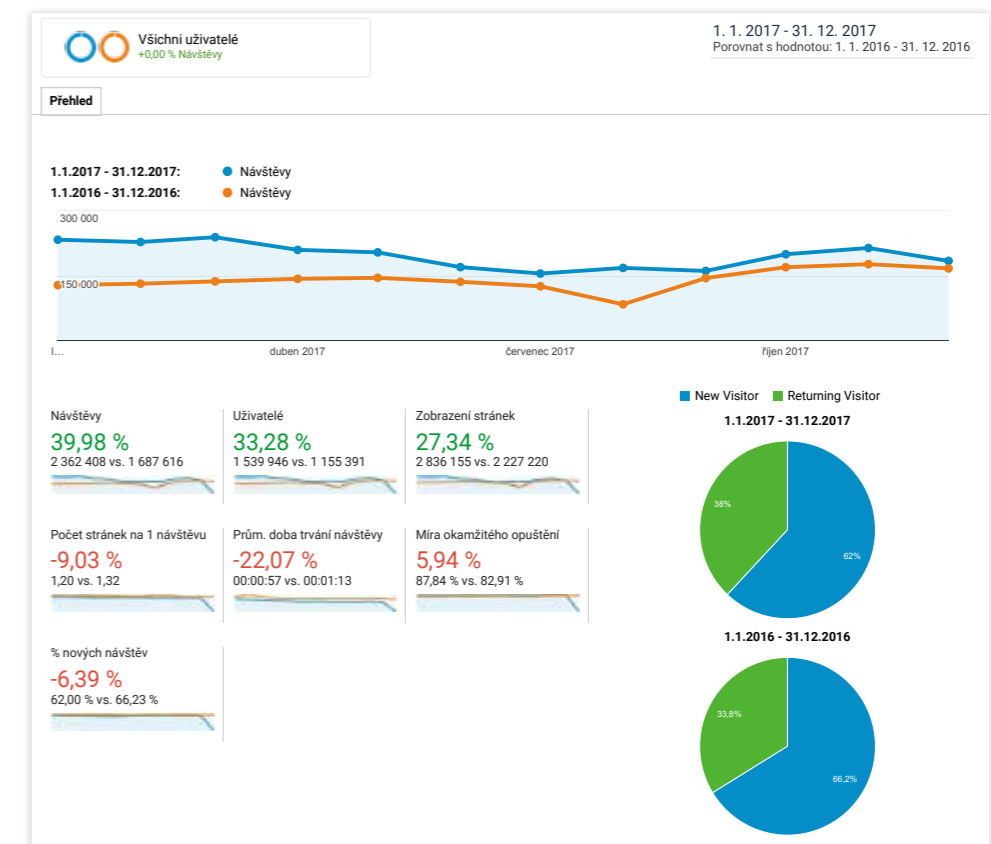 Všichni uživatelé
+0,00 % Návštěvy
1. 1. 2017 - 31. 12. 2017
Porovnat s hodnotou: 1. 1. 2016 - 31. 12. 2016
Přehled
1.1.2017 - 31.12.2017: Návštěvy
1.1.2016 - 31.12.2016: Návštěvy
300 000
150 000
l…
duben 2017
červenec 2017
říjen 2017
Návštěvy
39,98 %
2 362 408 vs. 1 687 616
Uživatelé
33,28 %
1 539 946 vs. 1 155 391
Zobrazení stránek
27,34 %
2 836 155 vs. 2 227 220
Počet stránek na 1 návštěvu
-9,03 %
1,20 vs. 1,32
Prům. doba trvání návštěvy
-22,07 %
00:00:57 vs. 00:01:13
Míra okamžitého opuštění
5,94 %
87,84 % vs. 82,91 %
% nových návštěv
-6,39 %
62,00 % vs. 66,23 %
New Visitor Returning Visitor
1.1.2017 - 31.12.2017
38%
62%
1.1.2016 - 31.12.2016
33,8%
66,2%